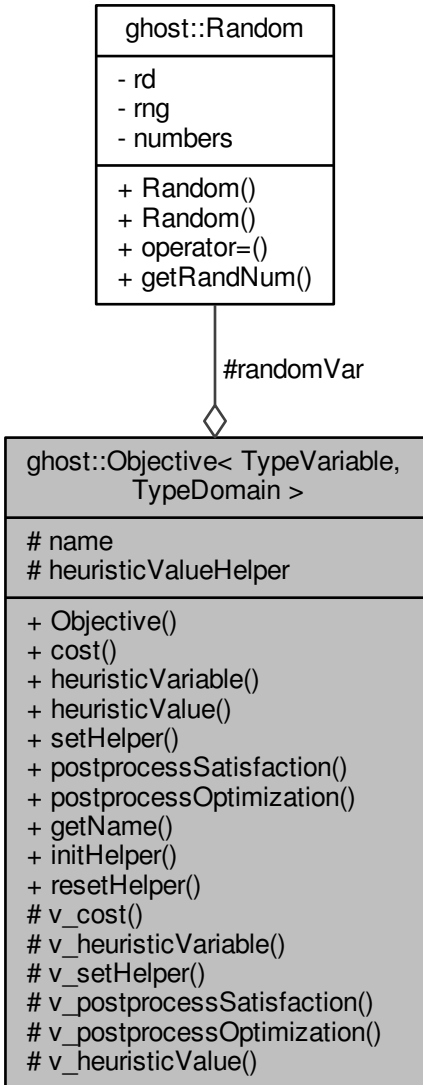 ghost::Random
- rd
- rng
- numbers
+ Random()
+ Random()
+ operator=()
+ getRandNum()
#randomVar
ghost::Objective< TypeVariable,
TypeDomain >
# name
# heuristicValueHelper
+ Objective()
+ cost()
+ heuristicVariable()
+ heuristicValue()
+ setHelper()
+ postprocessSatisfaction()
+ postprocessOptimization()
+ getName()
+ initHelper()
+ resetHelper()
# v_cost()
# v_heuristicVariable()
# v_setHelper()
# v_postprocessSatisfaction()
# v_postprocessOptimization()
# v_heuristicValue()